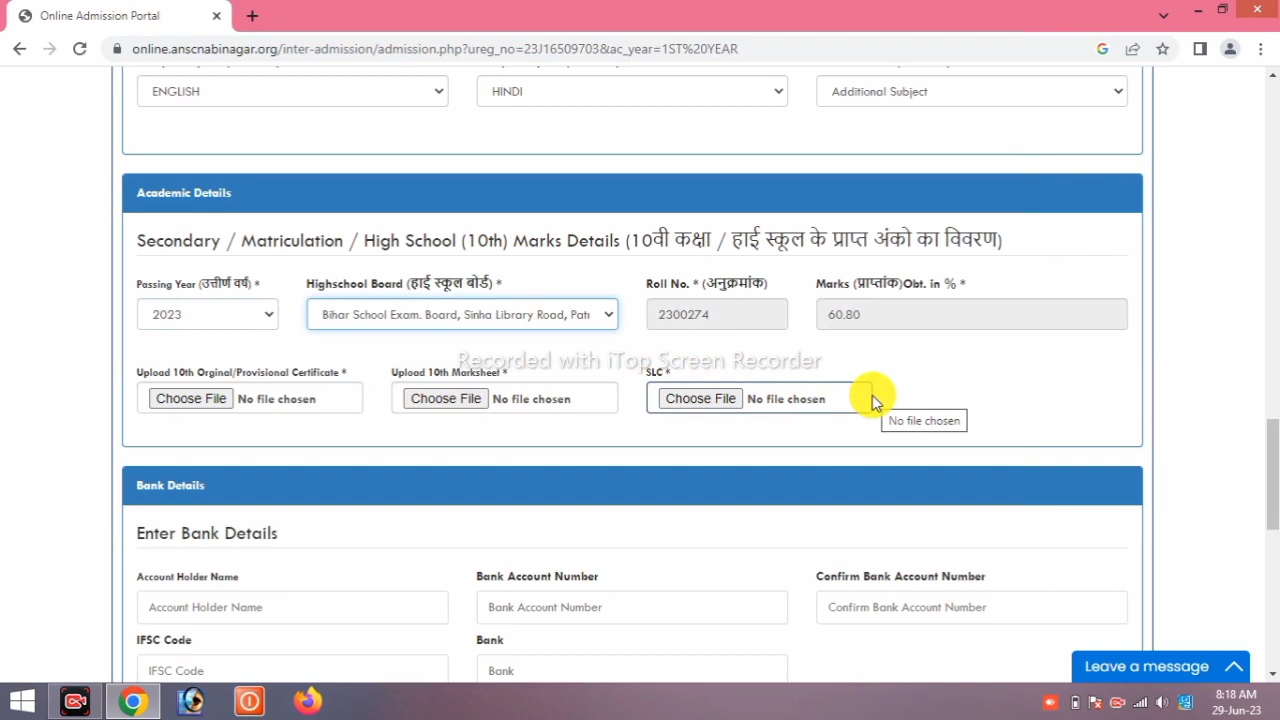 Online Admission Portal
online.anscnabinagar.org/inter-admission/admission.php?ureg_no=23J16509703&ac_year=1ST%20YEAR
ENGLISH HINDI Additional Subject
Academic Details
Secondary / Matriculation / High School (10th) Marks Details (10वी कक्षा / हाई स्कूल के प्राप्त अंको का विवरण)
Passing Year (उत्तीर्ण वर्ष) * Highschool Board (हाई स्कूल बोर्ड) * Roll No. * (अनुक्रमांक) Marks (प्राप्तांक)Obt. in % *
2023 Bihar School Exam. Board, Sinha Library Road, Patn 2300274 60.80
Recorded with iTop Screen Recorder
Upload 10th Orginal/Provisional Certificate * Upload 10th Marksheet * SLC *
Choose File No file chosen Choose File No file chosen Choose File No file chosen
No file chosen
Bank Details
Enter Bank Details
Account Holder Name Bank Account Number Confirm Bank Account Number
Account Holder Name Bank Account Number Confirm Bank Account Number
IFSC Code Bank
IFSC Code Bank
Leave a message
8:18 AM
29-Jun-23